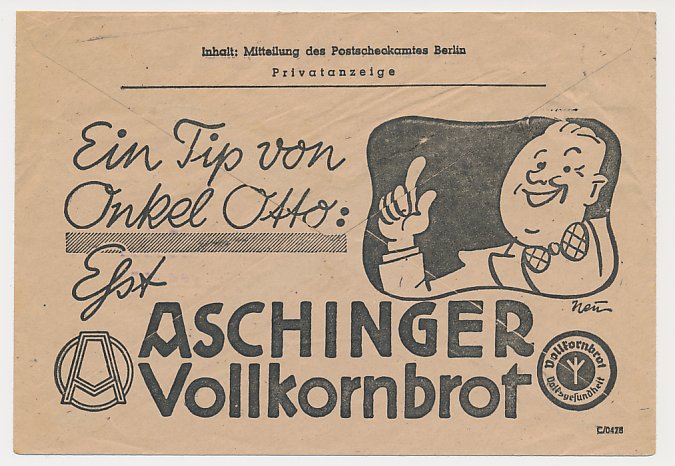 Inhalt: Mitteilung des Postscheckamtes Berlin
Privatanzeige
Ein Tip von
Onkel Otto:
Eßt
ASCHINGER
Vollkornbrot
A
Vollkornbrot
Volksgesundheit
Neu
C/0478